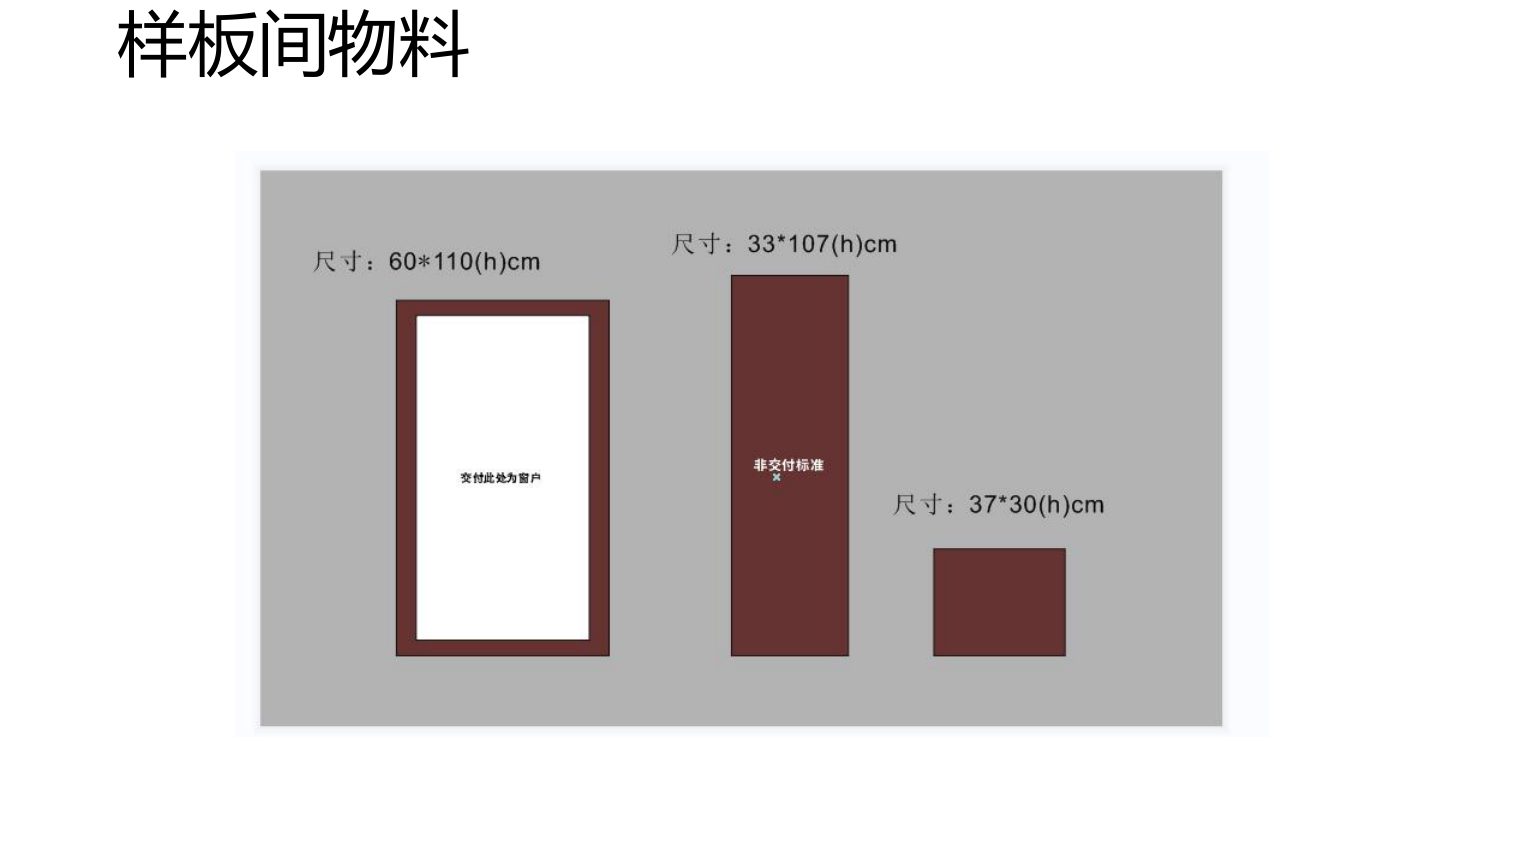 样板间物料
尺寸：60*110(h)cm
交付此处为窗户
尺寸：33*107(h)cm
非交付标准
尺寸：37*30(h)cm